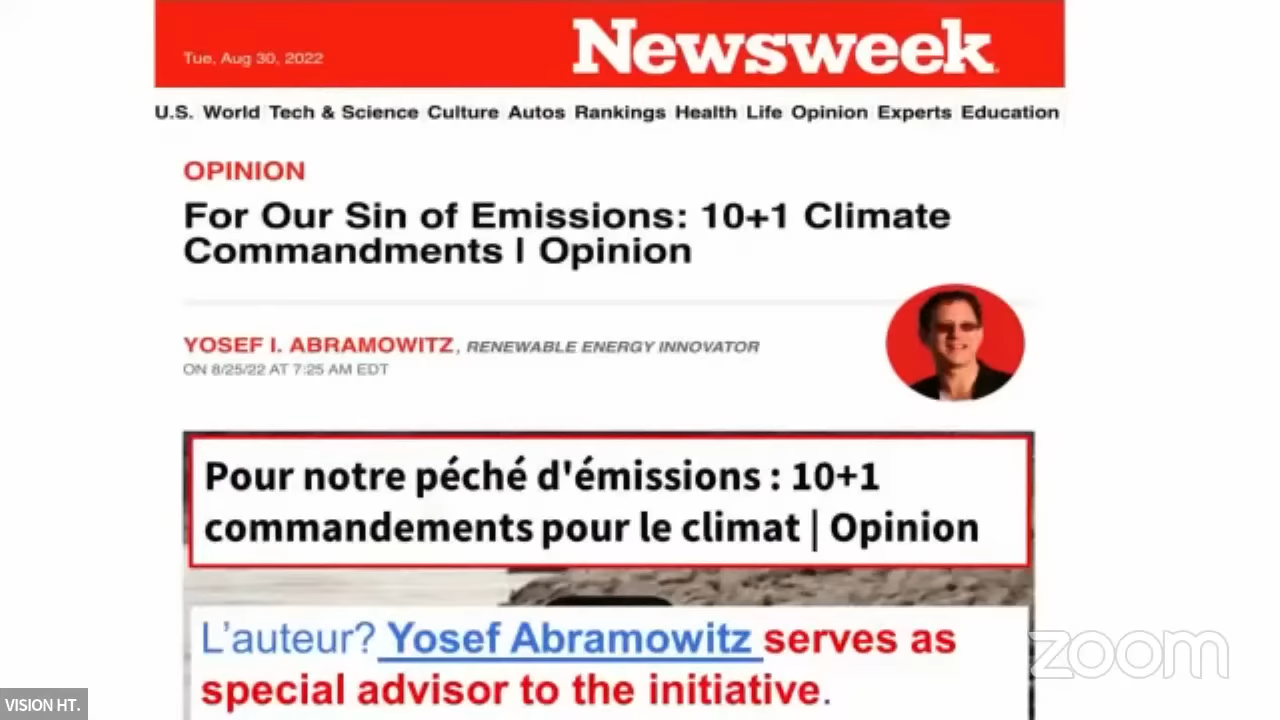 Tue, Aug 30, 2022
Newsweek
U.S. World Tech & Science Culture Autos Rankings Health Life Opinion Experts Education
OPINION
For Our Sin of Emissions: 10+1 Climate
Commandments | Opinion
YOSEF I. ABRAMOWITZ, RENEWABLE ENERGY INNOVATOR
ON 8/25/22 AT 7:25 AM EDT
Pour notre péché d'émissions : 10+1
commandements pour le climat | Opinion
L'auteur? Yosef Abramowitz serves as
special advisor to the initiative.
zoom
VISION HT.